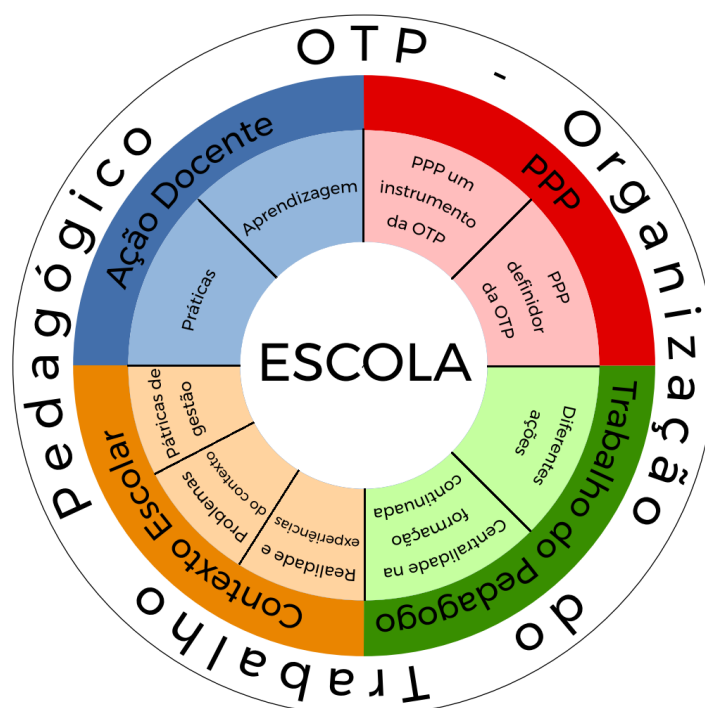 OTP - Organização do Trabalho Pedagógico
PPP
PPP um
instrumento
da OTP
PPP
definidor
da OTP
Trabalho do Pedagogo
Diferentes
ações
Centralidade na
formação
continuada
Contexto Escolar
Realidade e
experiências
Problemas
do contexto
Pátricas de
gestão
Ação Docente
Práticas
Aprendizagem
ESCOLA